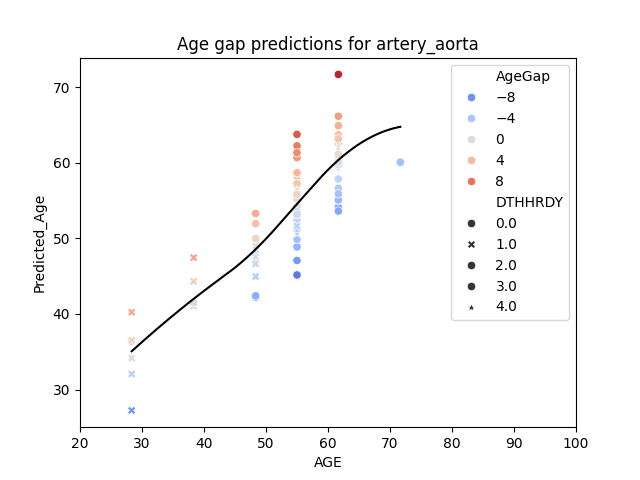 Age gap predictions for artery_aorta
Predicted_Age
70
60
50
40
30
20 30 40 50 60 70 80 90 100
AGE
AgeGap
−8
−4
0
4
8
DTHHRDY
0.0
1.0
2.0
3.0
4.0